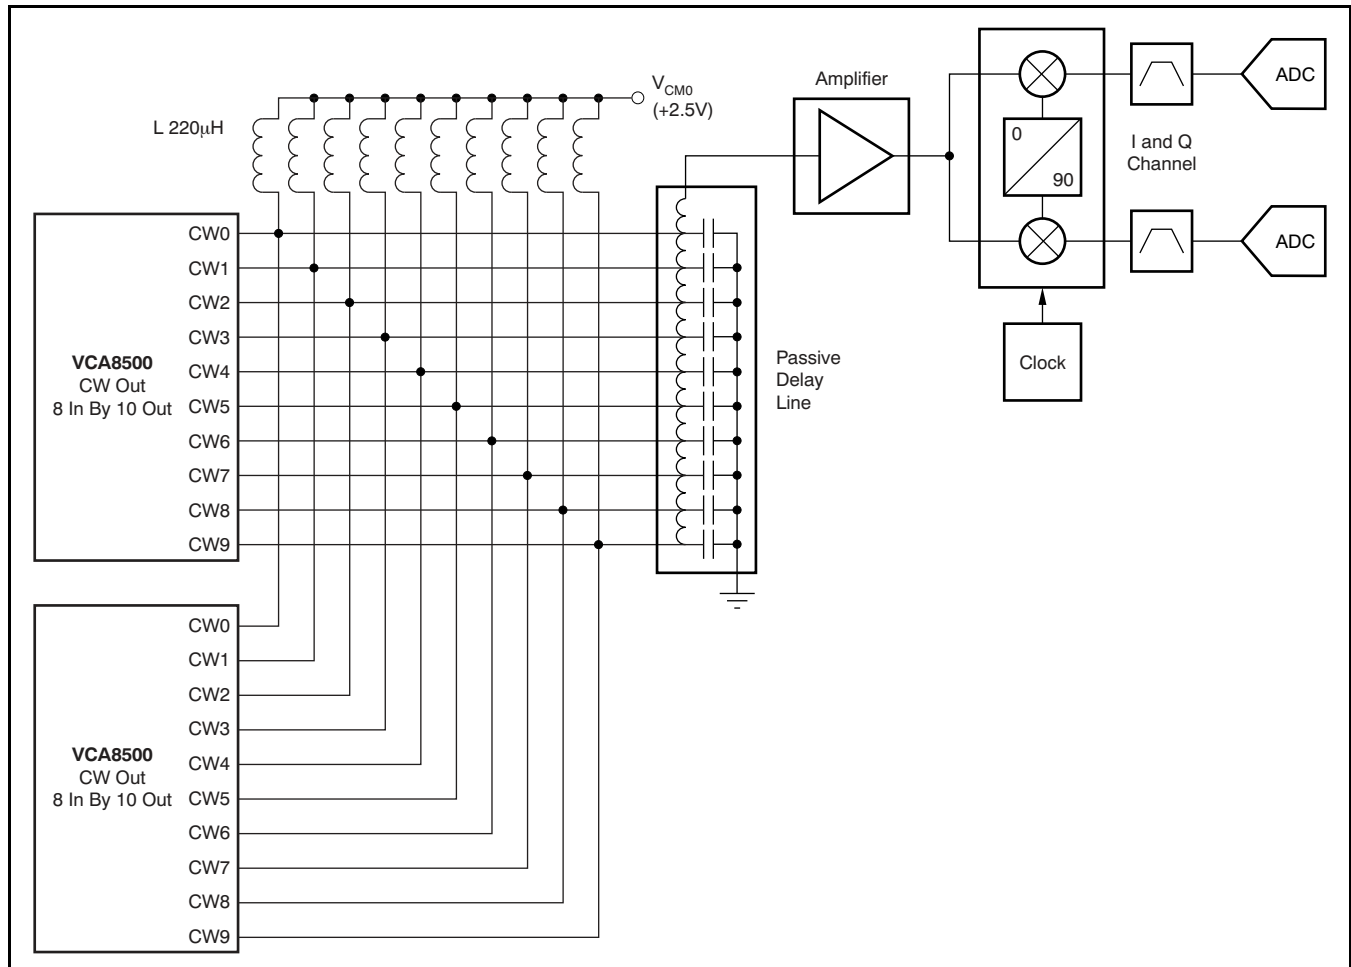 V_CM0
(+2.5V)
L 220μH
Amplifier
ADC
0
90
I and Q
Channel
ADC
Clock
VCA8500
CW Out
8 In By 10 Out
CW0
CW1
CW2
CW3
CW4
CW5
CW6
CW7
CW8
CW9
Passive
Delay
Line
VCA8500
CW Out
8 In By 10 Out
CW0
CW1
CW2
CW3
CW4
CW5
CW6
CW7
CW8
CW9